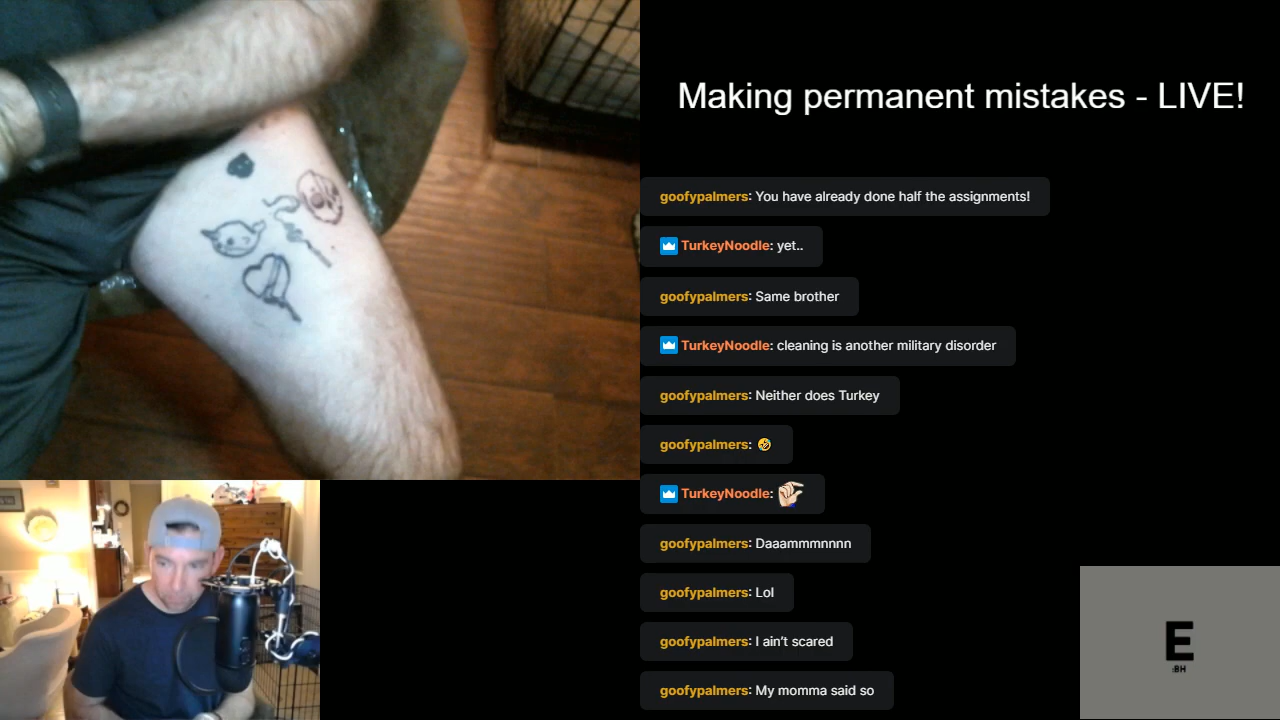 Making permanent mistakes - LIVE!
goofypalmers: You have already done half the assignments!
TurkeyNoodle: yet..
goofypalmers: Same brother
TurkeyNoodle: cleaning is another military disorder
goofypalmers: Neither does Turkey
goofypalmers: 🤣
TurkeyNoodle:
goofypalmers: Daaammmnnnn
goofypalmers: Lol
goofypalmers: I ain't scared
goofypalmers: My momma said so
E
:BH